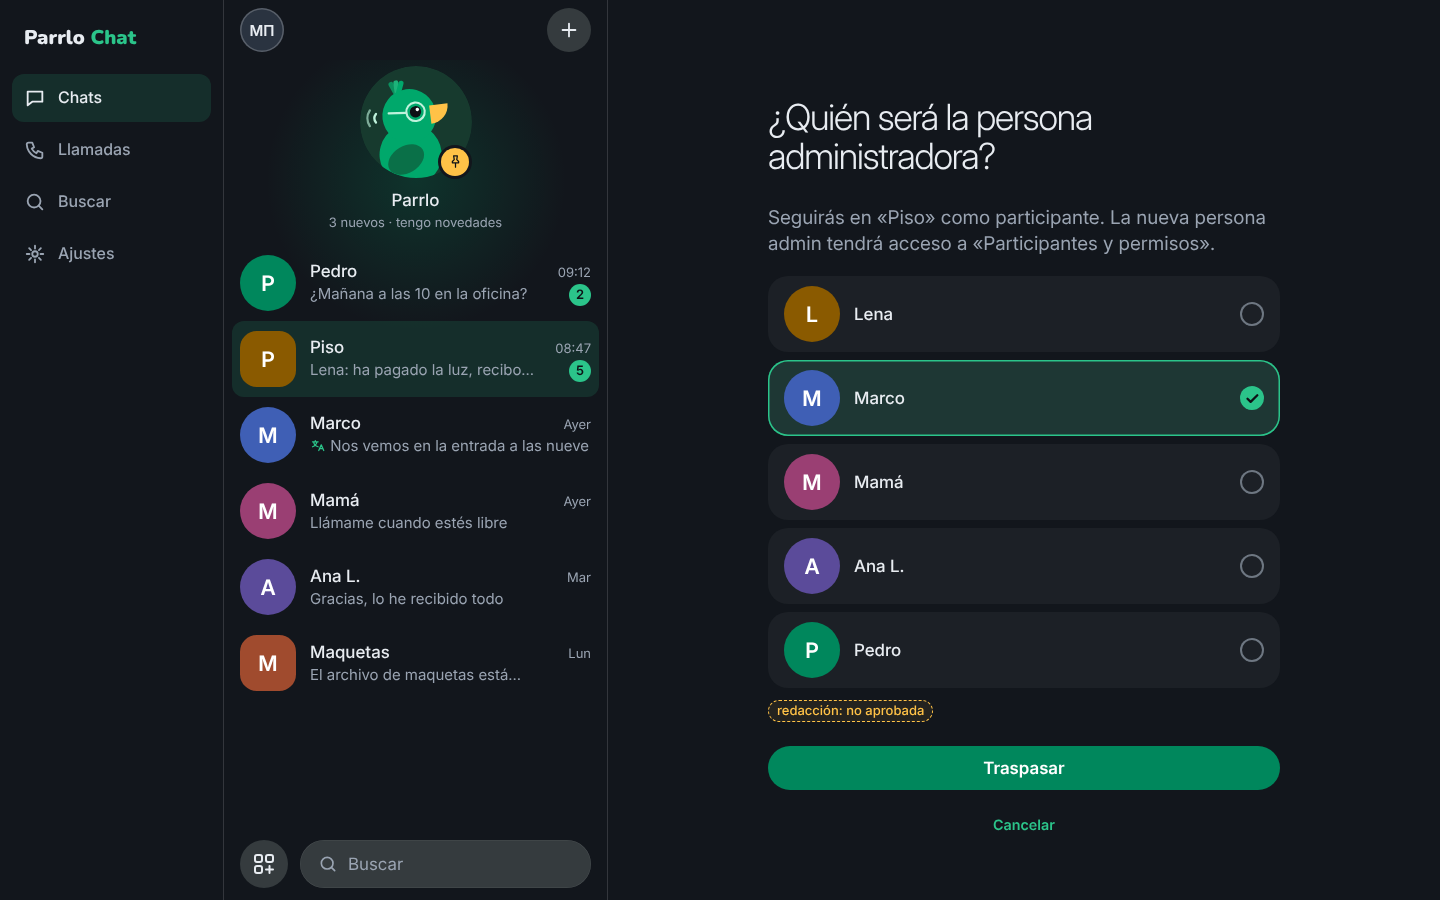 Parrlo Chat
Chats
Llamadas
Buscar
Ajustes
МП
Parrlo
3 nuevos · tengo novedades
P
Pedro
09:12
¿Mañana a las 10 en la oficina?
2
P
Piso
08:47
Lena: ha pagado la luz, recibo...
5
M
Marco
Ayer
Nos vemos en la entrada a las nueve
M
Mamá
Ayer
Llámame cuando estés libre
A
Ana L.
Mar
Gracias, lo he recibido todo
M
Maquetas
Lun
El archivo de maquetas está...
Buscar
¿Quién será la persona
administradora?
Seguirás en «Piso» como participante. La nueva persona
admin tendrá acceso a «Participantes y permisos».
L
Lena
M
Marco
M
Mamá
A
Ana L.
P
Pedro
redacción: no aprobada
Traspasar
Cancelar